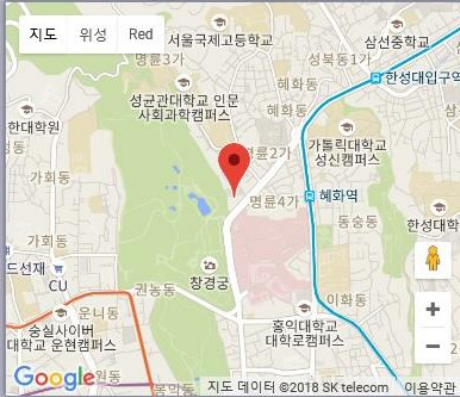 지도 위성 Red
서울국제고등학교
삼선중학교
명륜3가
성북동1가
혜화동
한성대입구역
성균관대학교 인문
사회과학캠퍼스
혜화동
한대학원
가톨릭대학교
성신캠퍼스
명륜2가
가회동
명륜4가
혜화역
동숭동
한성대학
가회동
드선재
CU
창경궁
권농동
이화동
운니동
숭실사이버
대학교 운현캠퍼스
홍익대학교
대학로캠퍼스
+
−
Google
원동
봉익동
지도 데이터 ©2018 SK telecom 이용약관